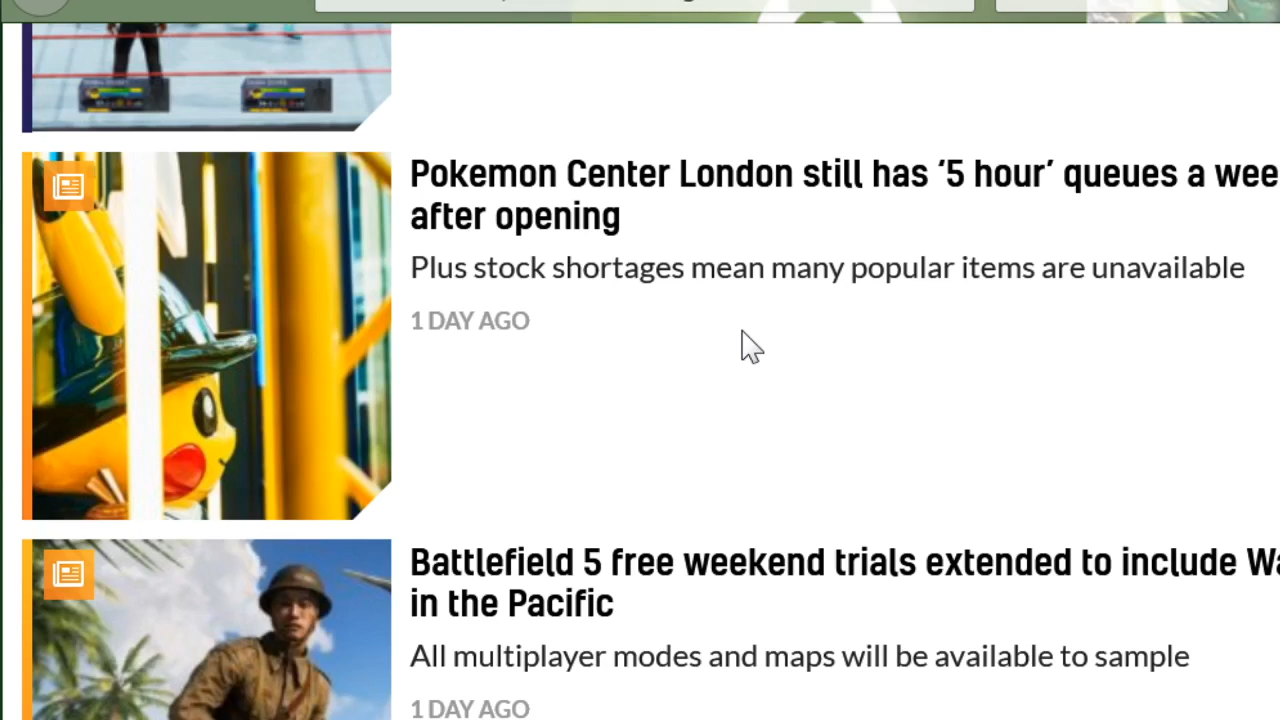 Pokemon Center London still has ‘5 hour’ queues a wee
after opening
Plus stock shortages mean many popular items are unavailable
1 DAY AGO
Battlefield 5 free weekend trials extended to include Wa
in the Pacific
All multiplayer modes and maps will be available to sample
1 DAY AGO